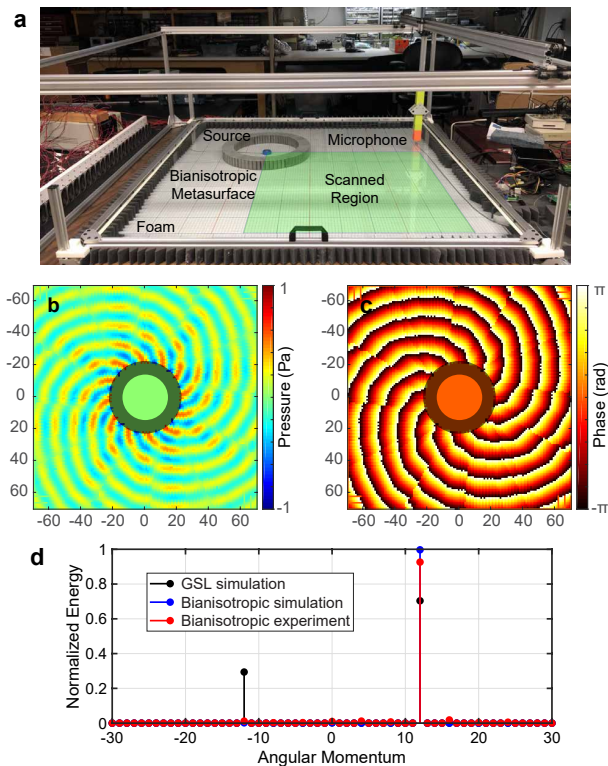 a
Source
Microphone
Bianisotropic
Metasurface
Scanned
Region
Foam
b
-60
-40
-20
0
20
40
60
-60 -40 -20 0 20 40 60
1
Pressure (Pa)
-1
c
-60
-40
-20
0
20
40
60
-60 -40 -20 0 20 40 60
π
Phase (rad)
-π
d
Normalized Energy
1
0.8
0.6
0.4
0.2
0
GSL simulation
Bianisotropic simulation
Bianisotropic experiment
-30 -20 -10 0 10 20 30
Angular Momentum